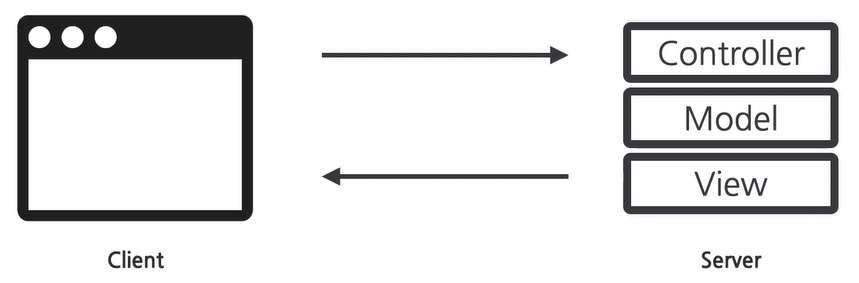 Controller
Model
View
Client
Server